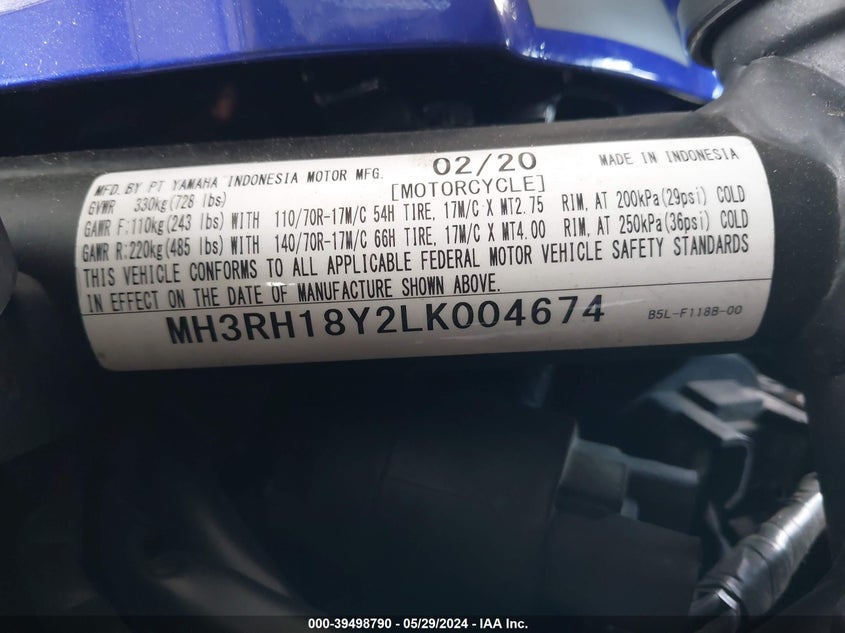 MFD. BY PT YAMAHA INDONESIA MOTOR MFG. 02/20 MADE IN INDONESIA
GVWR 330kg(728 lbs) [MOTORCYCLE]
GAWR F:110kg(243 lbs) WITH 110/70R-17M/C 54H TIRE, 17M/C X MT2.75 RIM, AT 200kPa(29psi) COLD
GAWR R:220kg(485 lbs) WITH 140/70R-17M/C 66H TIRE, 17M/C X MT4.00 RIM, AT 250kPa(36psi) COLD
THIS VEHICLE CONFORMS TO ALL APPLICABLE FEDERAL MOTOR VEHICLE SAFETY STANDARDS
IN EFFECT ON THE DATE OF MANUFACTURE SHOWN ABOVE.
MH3RH18Y2LK004674 B5L-F118B-00
000-39498790 - 05/29/2024 - IAA Inc.